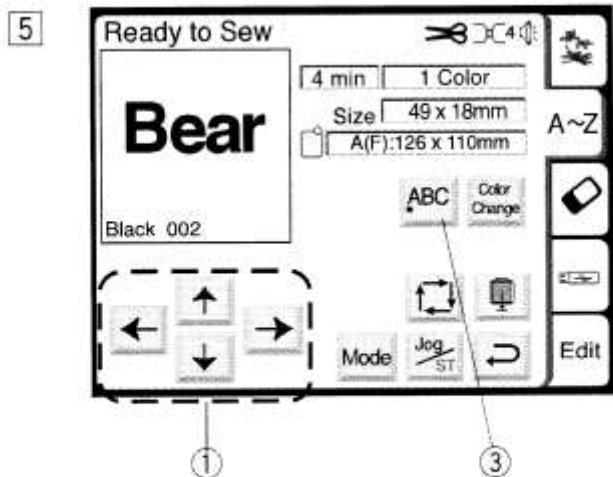 5
Ready to Sew
4
4 min
1 Color
Size
49 x 18mm
A(F):126 x 110mm
Bear
Black 002
A~Z
.ABC
Color
Change
Mode
Jog
ST
Edit
①
③